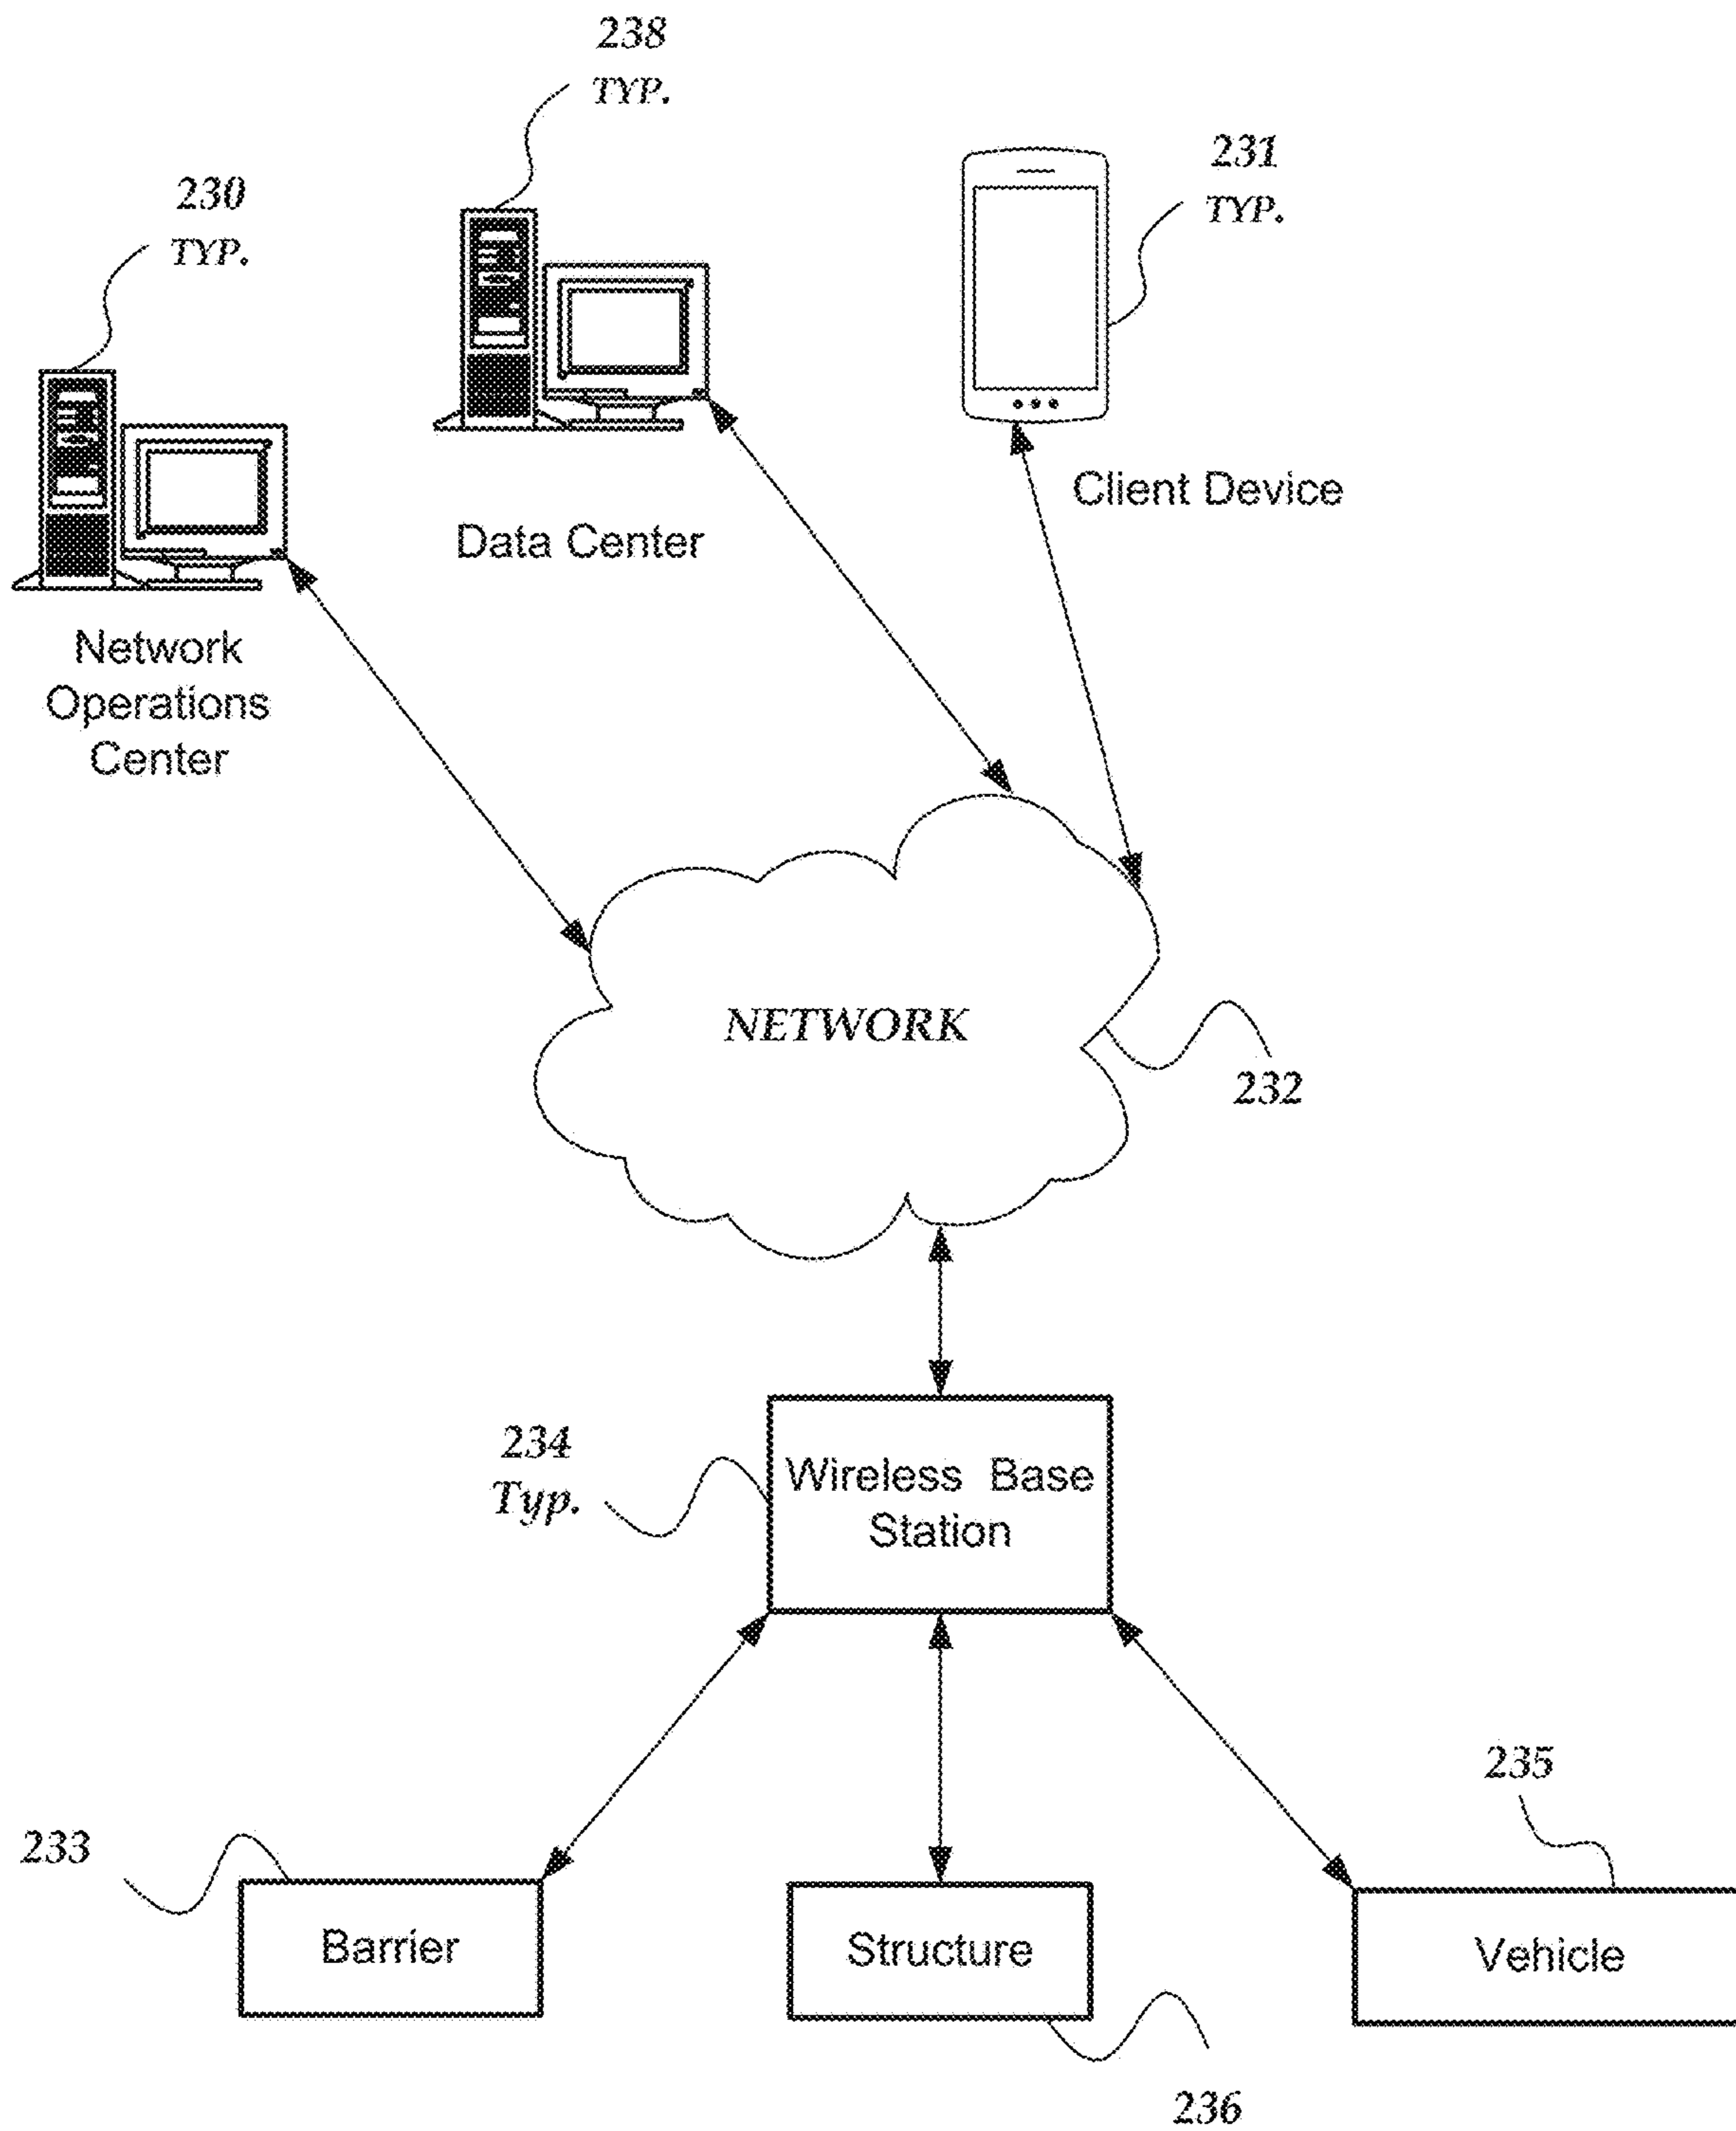 238
TYP.
231
TYP.
230
TYP.
Client Device
Data Center
Network
Operations
Center
NETWORK
232
234
Typ.
Wireless Base
Station
235
233
Barrier
Structure
Vehicle
236